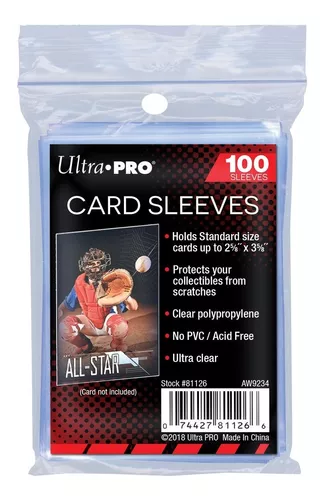 Ultra•PRO®
100
SLEEVES
CARD SLEEVES
• Holds Standard size
cards up to 2⅝″ x 3⅝″
• Protects your
collectibles from
scratches
• Clear polypropylene
• No PVC / Acid Free
• Ultra clear
ALL-STAR
(Card not included)
Stock #81126
AW9234
0 74427 81126 6
©2018 Ultra PRO Made In China